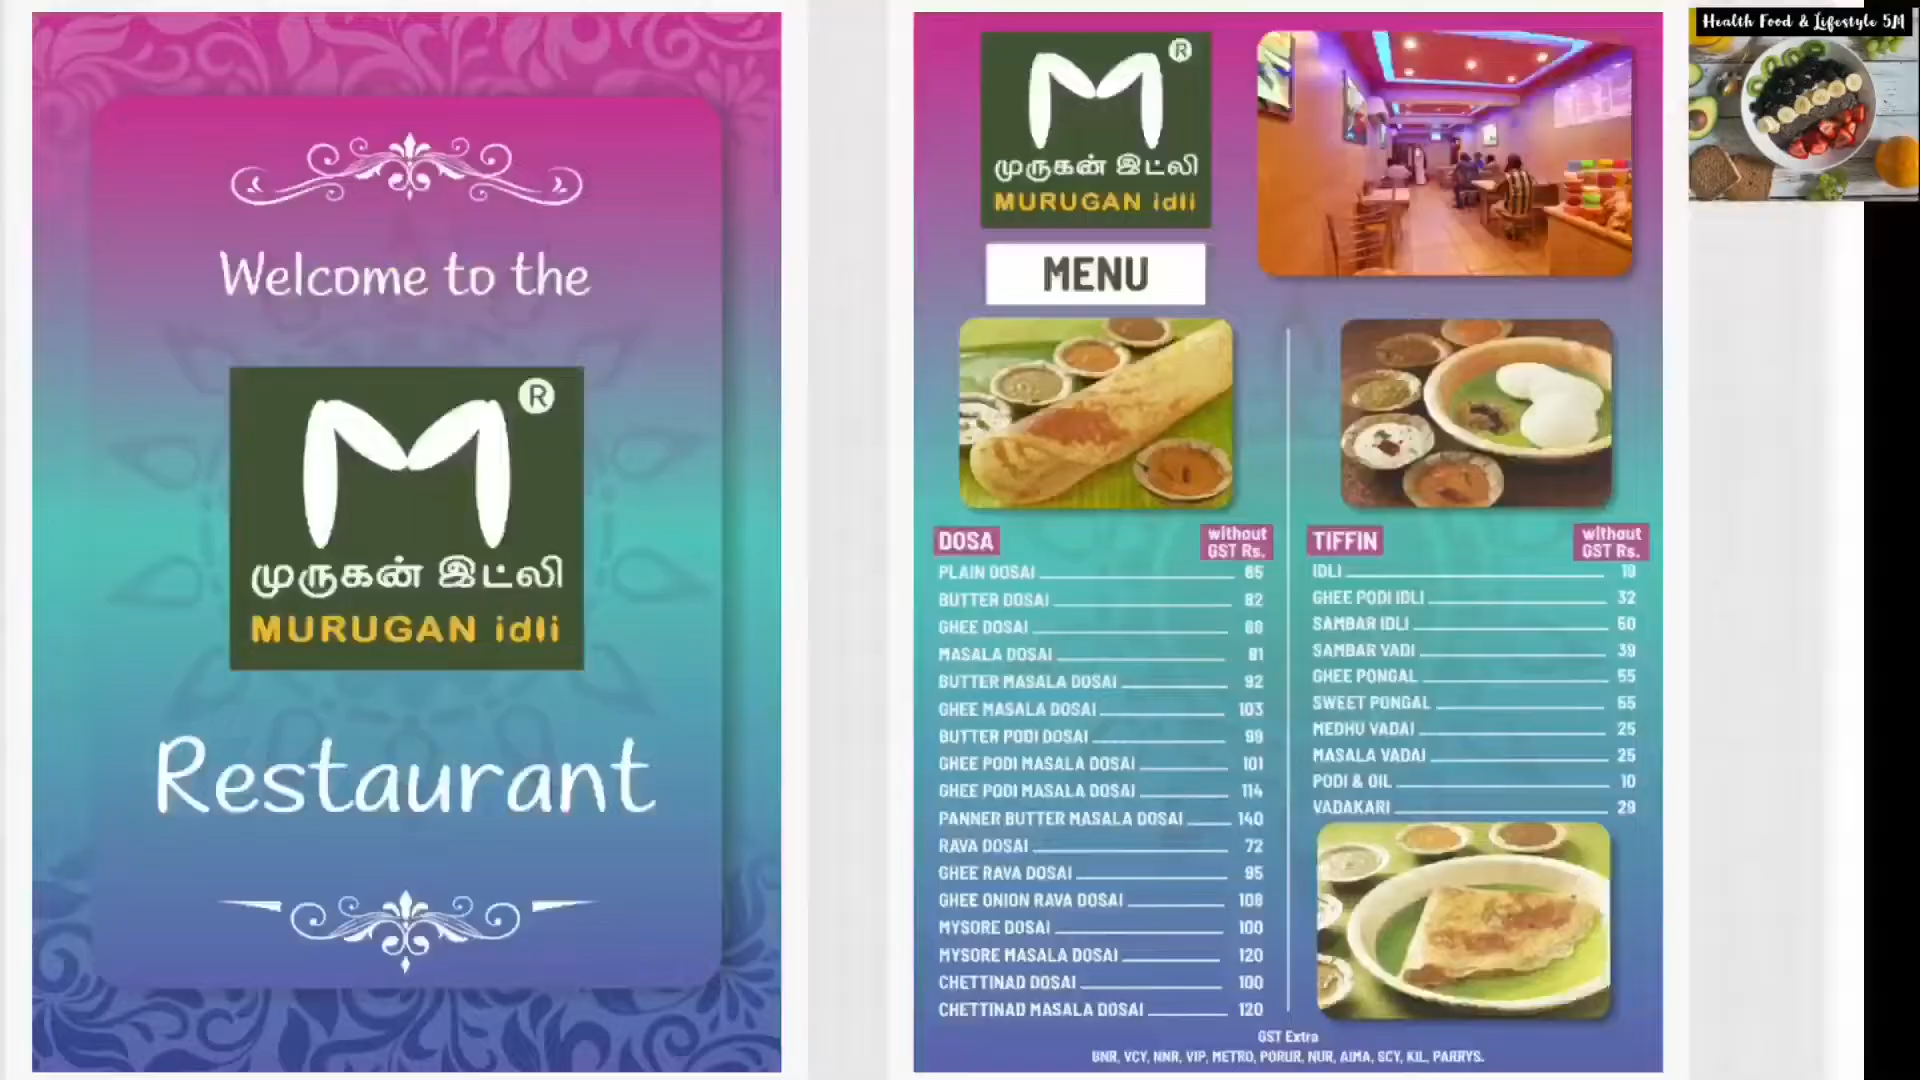 Welcome to the
®
முருகன் இட்லி
MURUGAN idli
Restaurant
®
முருகன் இட்லி
MURUGAN idli
MENU
DOSA without GST Rs.
PLAIN DOSAI
BUTTER DOSAI 82
GHEE DOSAI
MASALA DOSAI 81
BUTTER MASALA DOSAI 92
GHEE MASALA DOSAI 103
BUTTER PODI DOSAI 99
GHEE PODI MASALA DOSAI 101
GHEE PODI MASALA DOSAI 114
PANNER BUTTER MASALA DOSAI 140
RAVA DOSAI 72
GHEE RAVA DOSAI 95
GHEE ONION RAVA DOSAI 108
MYSORE DOSAI 100
MYSORE MASALA DOSAI 120
CHETTINAD DOSAI 100
CHETTINAD MASALA DOSAI 120
TIFFIN without GST Rs.
IDLI 19
GHEE PODI IDLI 32
SAMBAR IDLI 50
SAMBAR VADI 39
GHEE PONGAL 55
SWEET PONGAL 55
MEDHU VADAI 25
MASALA VADAI 25
PODI & OIL 10
VADAKARI 29
GST Extra
BNR, VCY, NNR, VIP, METRO, PORUR, NUR, AIMA, SCY, KIL, PARRYS.
Health Food & Lifestyle 5M